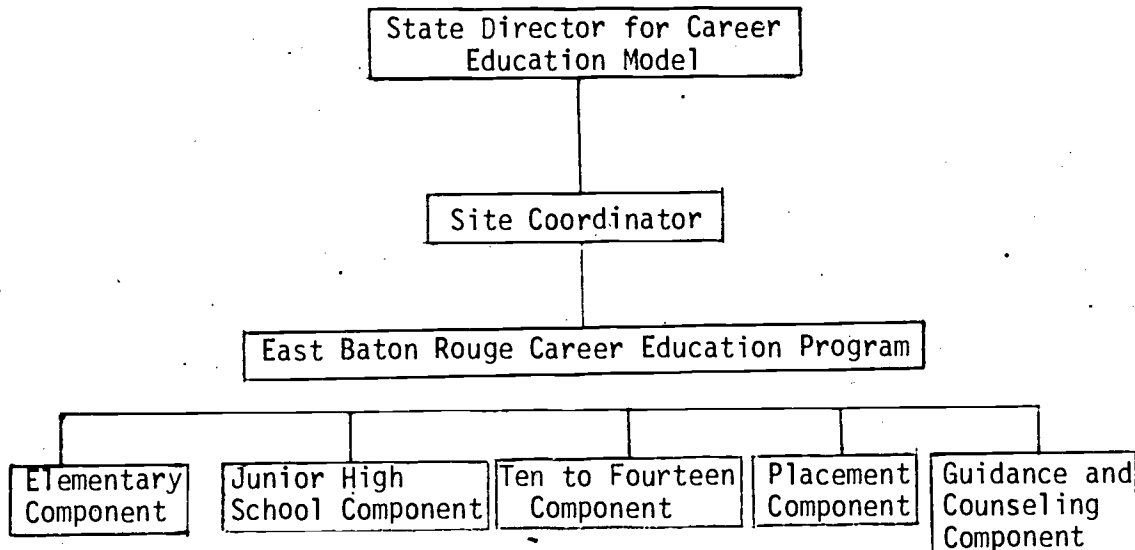 State Director for Career
Education Model
Site Coordinator
East Baton Rouge Career Education Program
Elementary
Component
Junior High
School Component
Ten to Fourteen
Component
Placement
Component
Guidance and
Counseling
Component